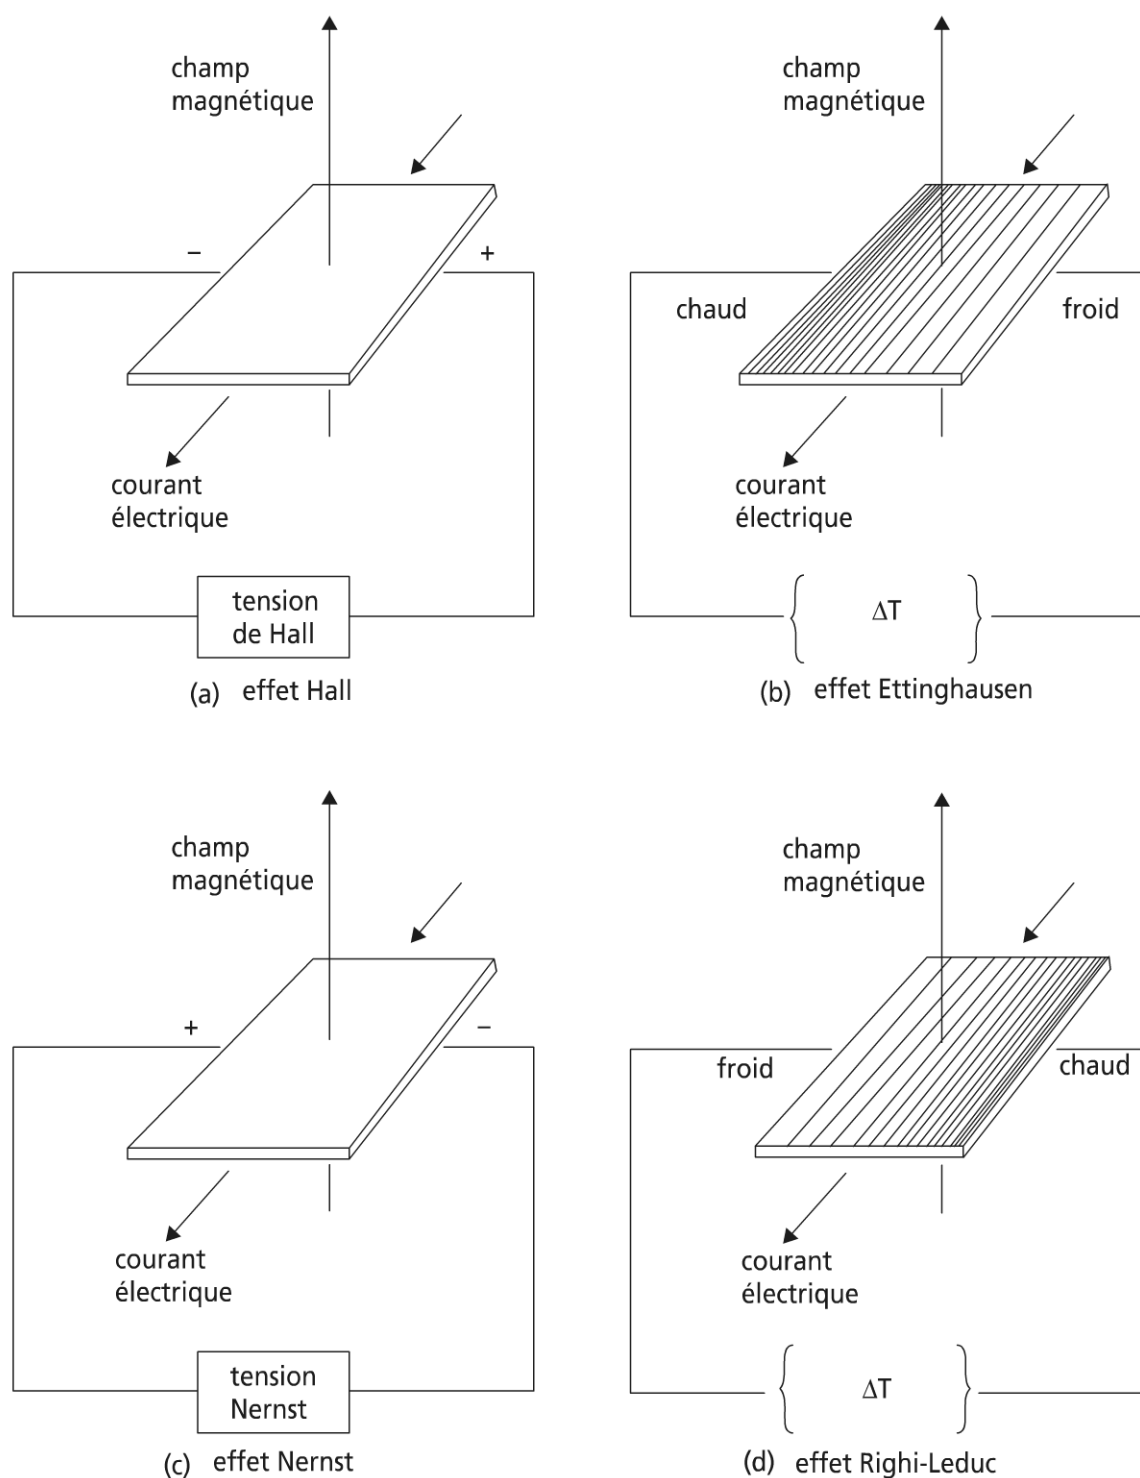 champ
magnétique
–
+
courant
électrique
tension
de Hall
(a) effet Hall
champ
magnétique
chaud
froid
courant
électrique
ΔT
(b) effet Ettinghausen
champ
magnétique
+
–
courant
électrique
tension
Nernst
(c) effet Nernst
champ
magnétique
froid
chaud
courant
électrique
ΔT
(d) effet Righi-Leduc